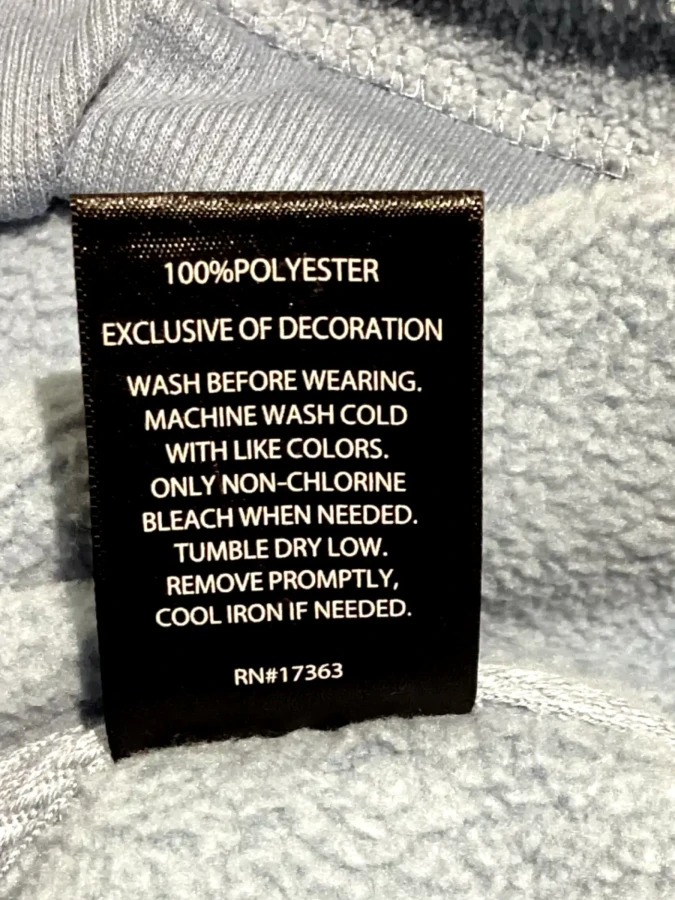 100%POLYESTER
EXCLUSIVE OF DECORATION
WASH BEFORE WEARING.
MACHINE WASH COLD
WITH LIKE COLORS.
ONLY NON-CHLORINE
BLEACH WHEN NEEDED.
TUMBLE DRY LOW.
REMOVE PROMPTLY,
COOL IRON IF NEEDED.
RN#17363